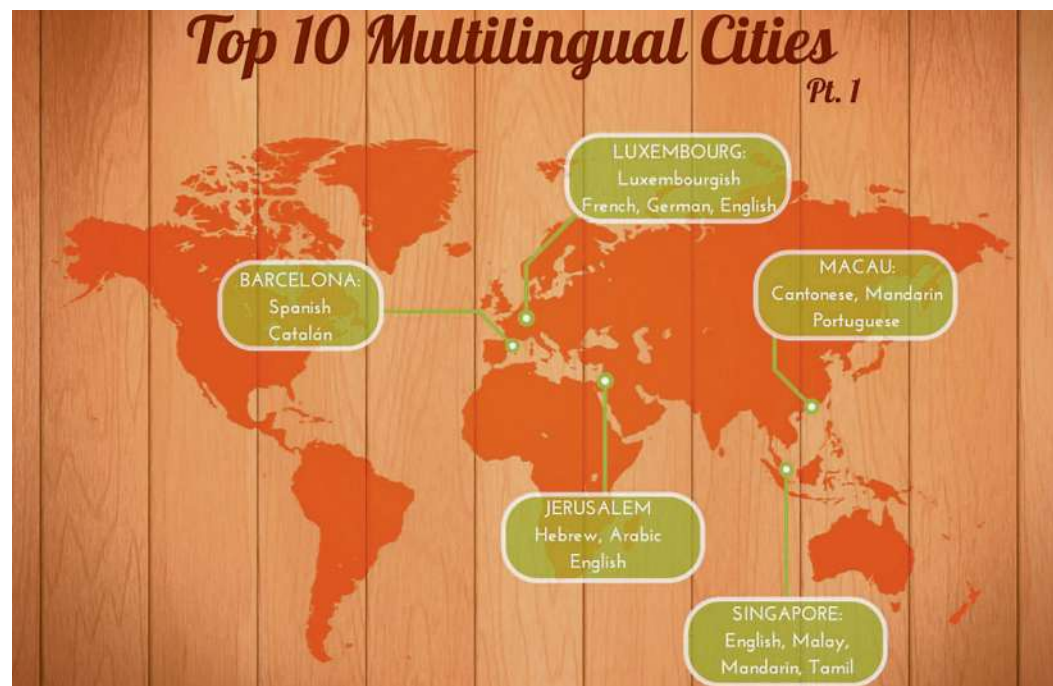 Top 10 Multilingual Cities
Pt. 1
LUXEMBOURG:
Luxembourgish
French, German, English
BARCELONA:
Spanish
Catalán
MACAU:
Cantonese, Mandarin
Portuguese
JERUSALEM
Hebrew, Arabic
English
SINGAPORE:
English, Malay,
Mandarin, Tamil